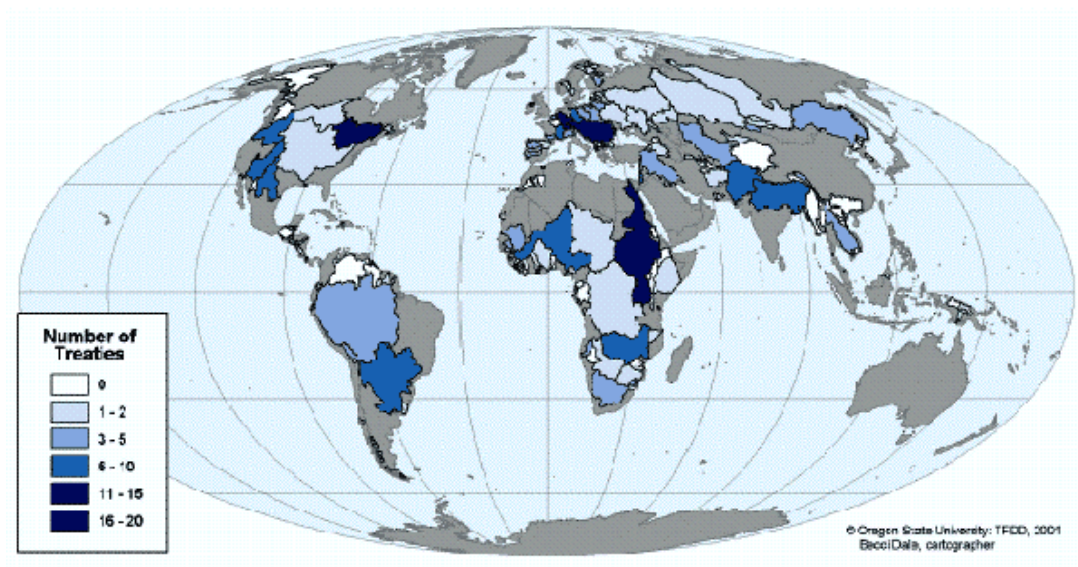 Number of
Treaties
0
1 - 2
3 - 5
6 - 10
11 - 15
16 - 20
© Oregon State University: TFDD, 2001
Becci Dale, cartographer